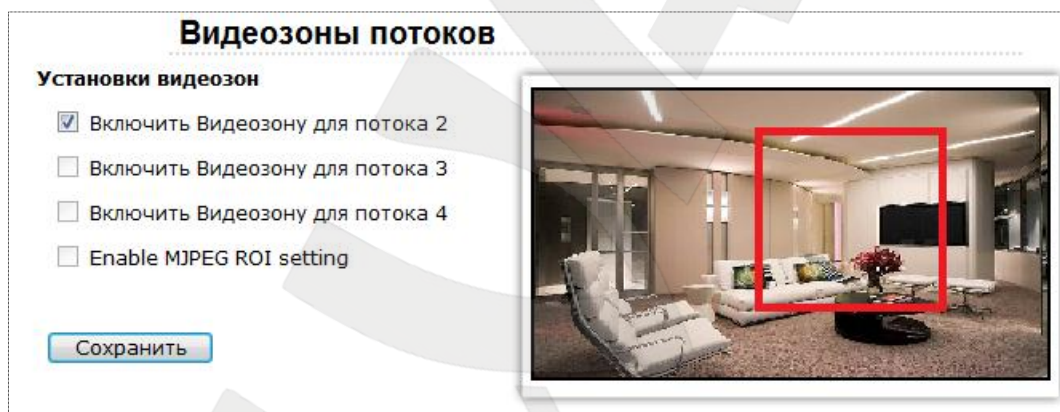 Видеозоны потоков
Установки видеозон
Включить Видеозону для потока 2
Включить Видеозону для потока 3
Включить Видеозону для потока 4
Enable MJPEG ROI setting
Сохранить